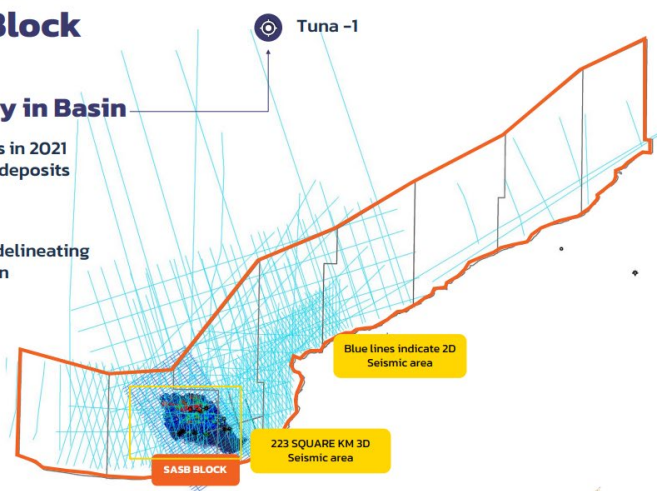 Block
Tuna -1
y in Basin
s in 2021
deposits
delineating
n
Blue lines indicate 2D
Seismic area
223 SQUARE KM 3D
Seismic area
SASB BLOCK